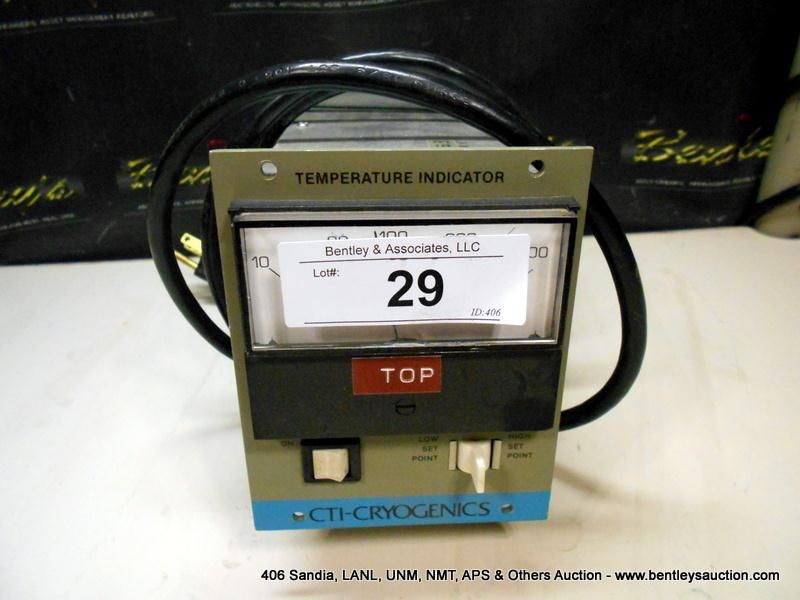 TEMPERATURE INDICATOR
10
100
Bentley & Associates, LLC
Lot#:
29
ID:406
TOP
ON
LOW
SET
POINT
HIGH
SET
POINT
CTI-CRYOGENICS
406 Sandia, LANL, UNM, NMT, APS & Others Auction - www.bentleysauction.com